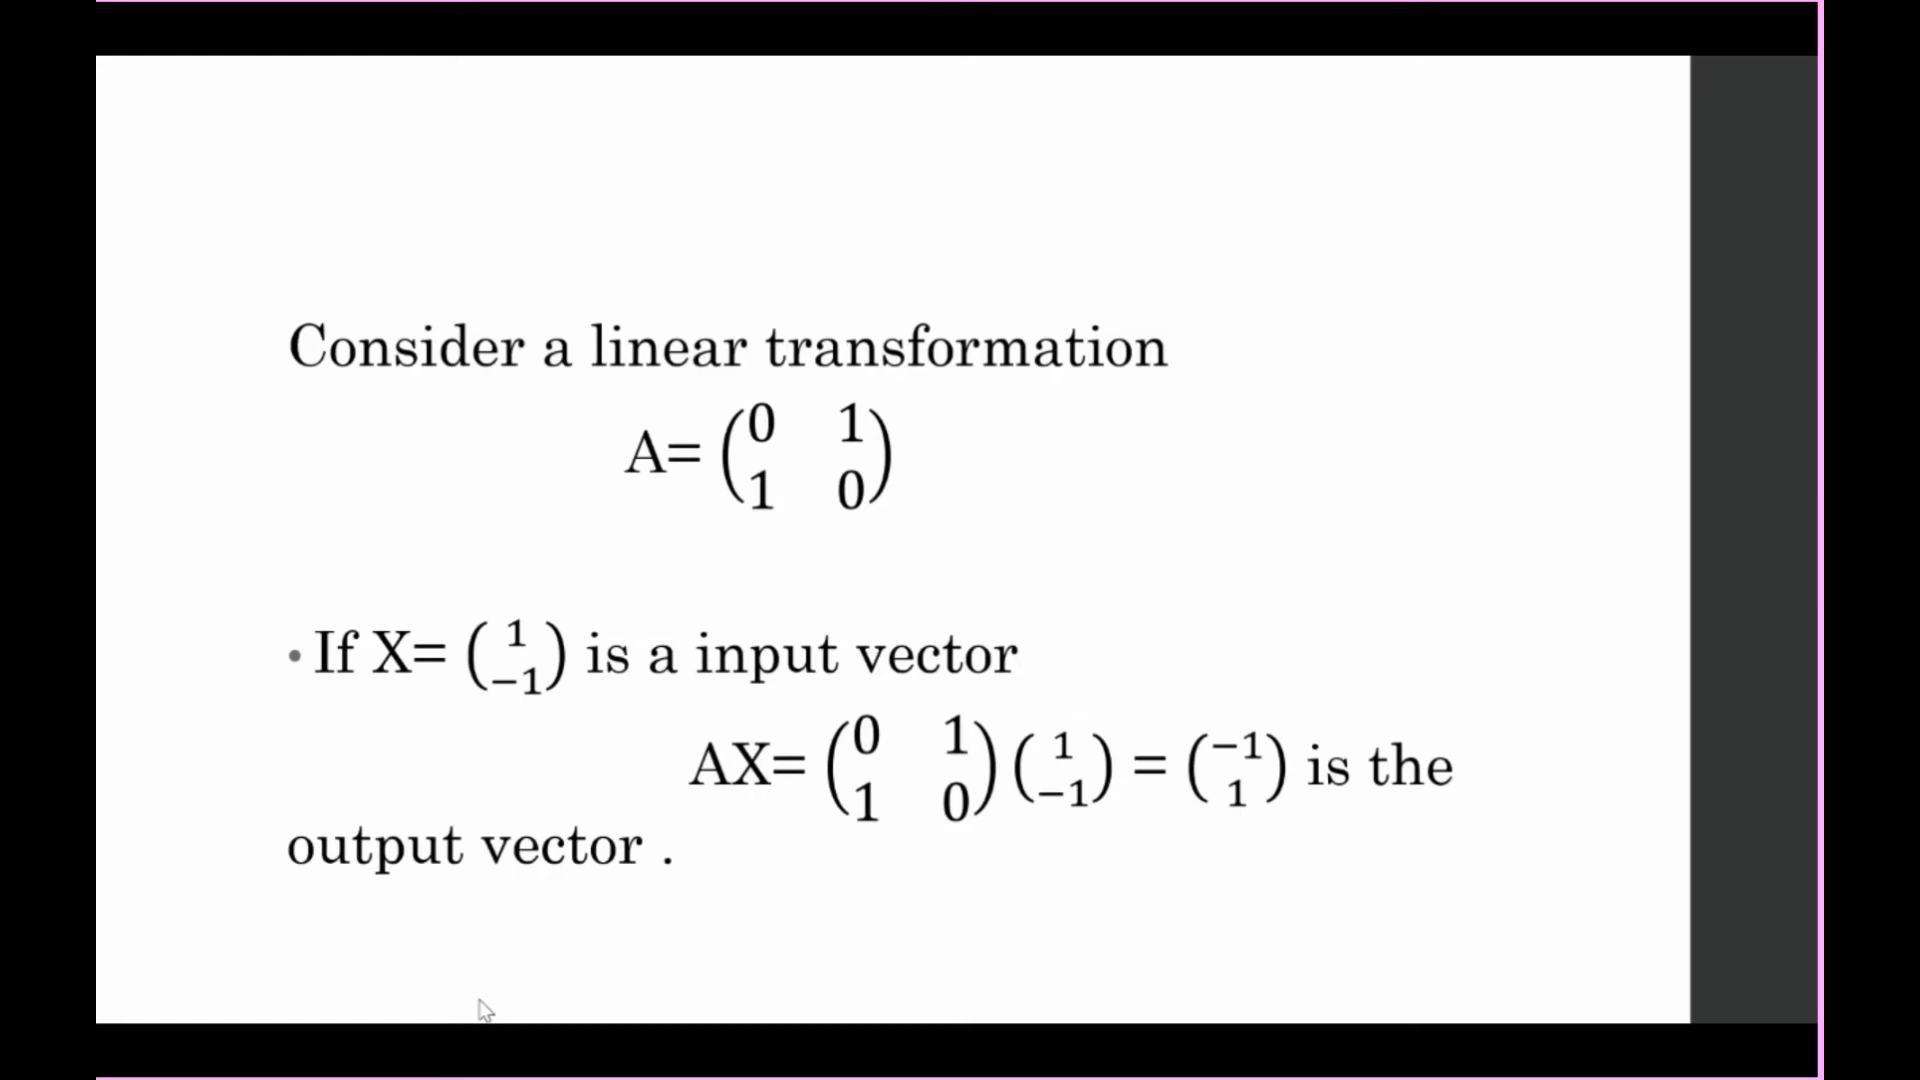 Consider a linear transformation
A= (0 1
1 0)
• If X= (1
−1) is a input vector
AX= (0 1
1 0) (1
−1) = (−1
1) is the
output vector .